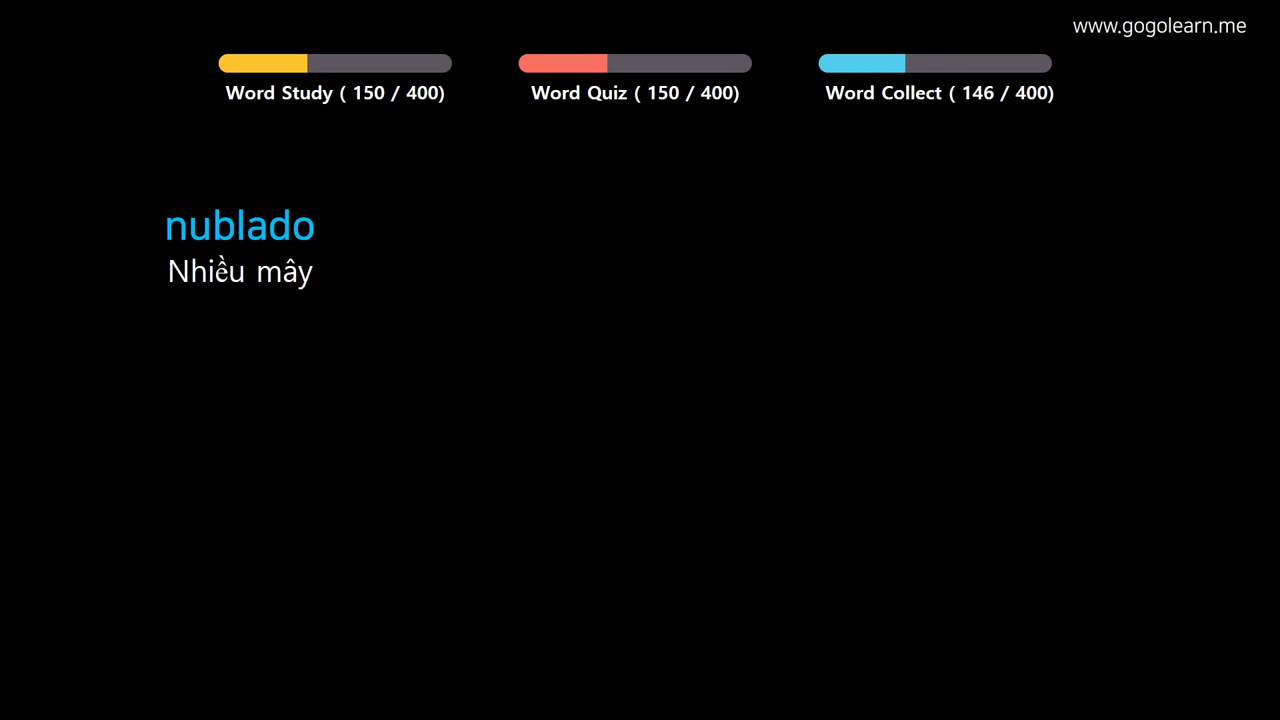 www.gogolearn.me
Word Study ( 150 / 400)
Word Quiz ( 150 / 400)
Word Collect ( 146 / 400)
nublado
Nhiều mây